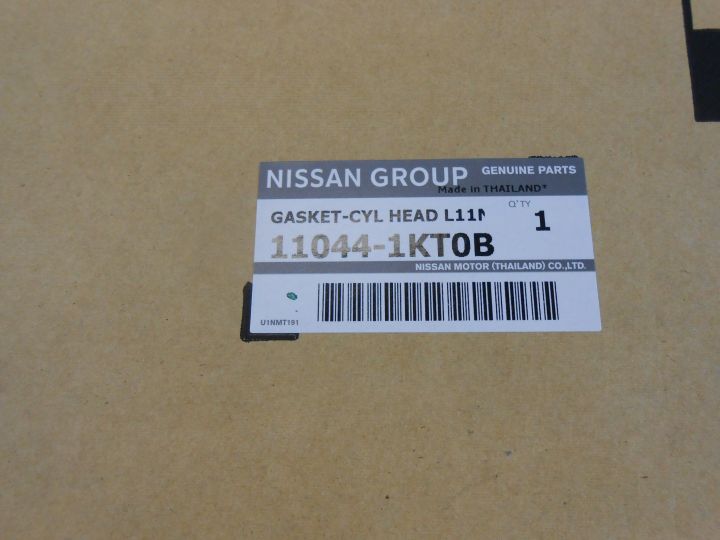 NISSAN GROUP GENUINE PARTS
Made in THAILAND*
GASKET-CYL HEAD Q'TY 1
11044-1KT0B
NISSAN MOTOR (THAILAND) CO.,LTD.
U1NMT191